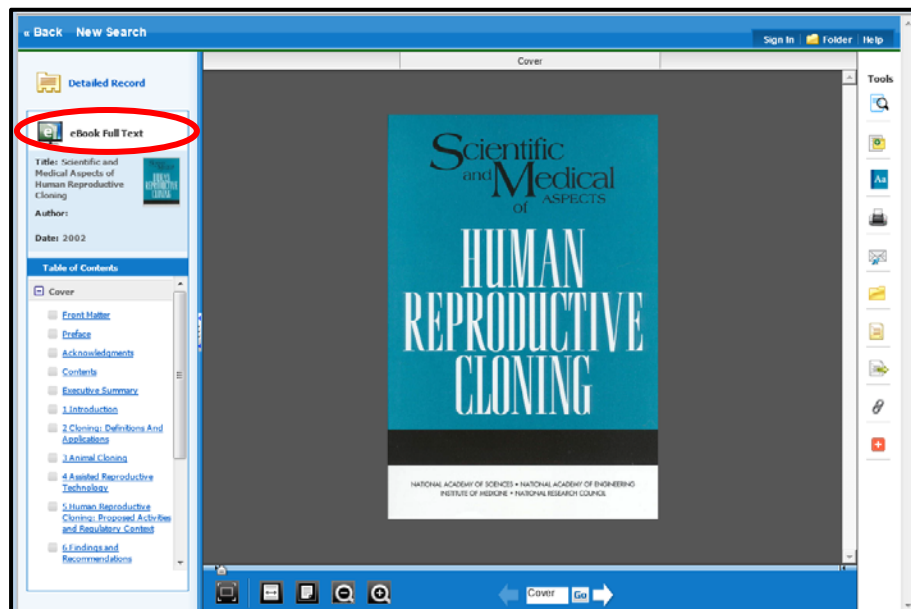 « Back New Search
Sign In Folder Help
Detailed Record
eBook Full Text
Title: Scientific and
Medical Aspects of
Human Reproductive
Cloning
Author:
Date: 2002
Table of Contents
Cover
Front Matter
Preface
Acknowledgments
Contents
Executive Summary
1.Introduction
2.Cloning: Definitions And
Applications
3.Animal Cloning
4.Assisted Reproductive
Technology
5.Human Reproductive
Cloning: Proposed Activities
and Regulatory Context
6.Findings and
Recommendations
Cover
Scientific
and Medical
ASPECTS
of
HUMAN
REPRODUCTIVE
CLONING
NATIONAL ACADEMY OF SCIENCES • NATIONAL ACADEMY OF ENGINEERING
INSTITUTE OF MEDICINE • NATIONAL RESEARCH COUNCIL
Cover Go
Tools
Aa